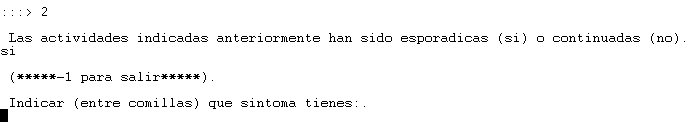 :::> 2
Las actividades indicadas anteriormente han sido esporadicas (si) o continuadas (no).
si
(*****-1 para salir*****).
Indicar (entre comillas) que sintoma tienes:.